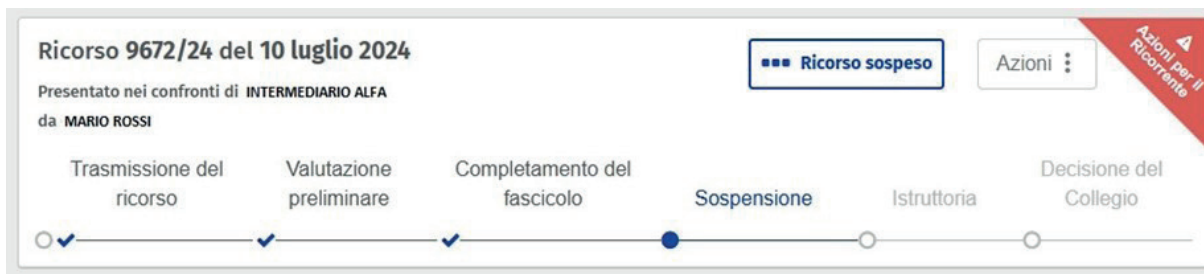 Ricorso 9672/24 del 10 luglio 2024
Presentato nei confronti di INTERMEDIARIO ALFA
da MARIO ROSSI
Ricorso sospeso
Azioni
Azioni per il
Ricorrente
Trasmissione del
ricorso
Valutazione
preliminare
Completamento del
fascicolo
Sospensione
Istruttoria
Decisione del
Collegio